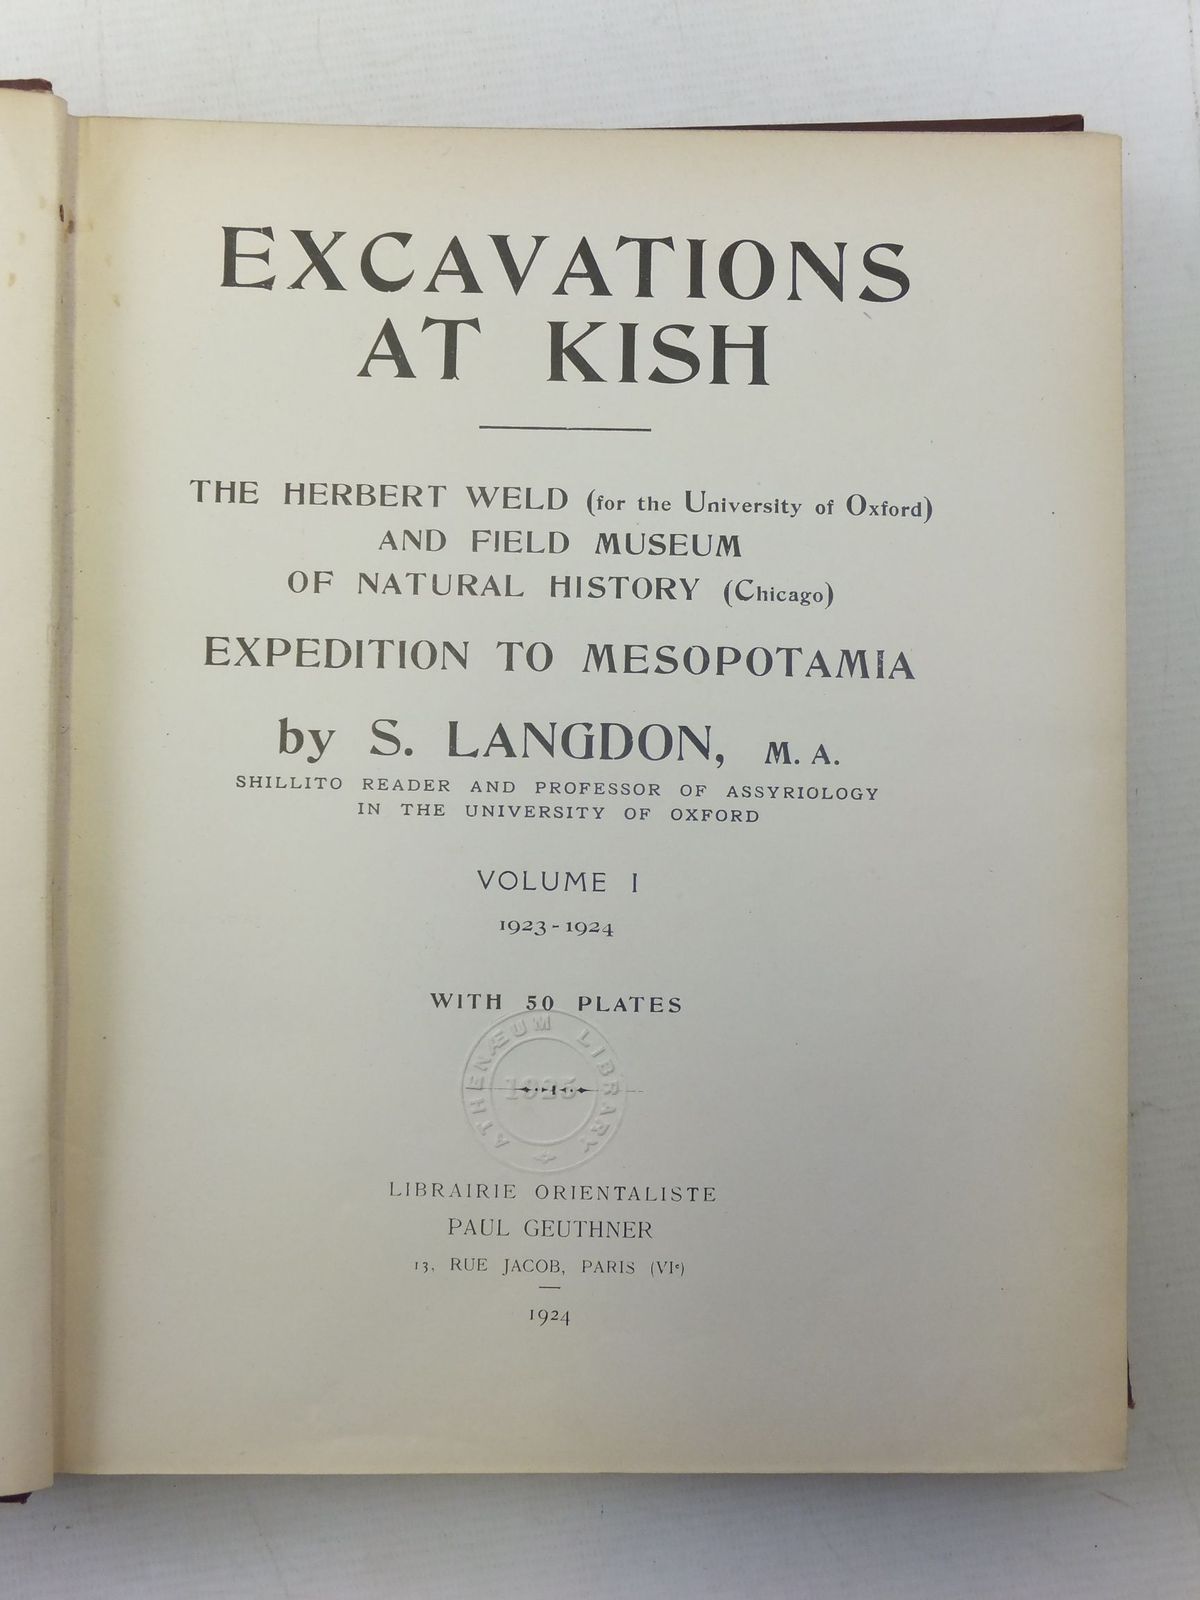 EXCAVATIONS
AT KISH
THE HERBERT WELD (for the University of Oxford)
AND FIELD MUSEUM
OF NATURAL HISTORY (Chicago)
EXPEDITION TO MESOPOTAMIA
by S. LANGDON, M. A.
SHILLITO READER AND PROFESSOR OF ASSYRIOLOGY
IN THE UNIVERSITY OF OXFORD
VOLUME I
1923-1924
WITH 50 PLATES
ATHENÆUM LIBRARY
1925
LIBRAIRIE ORIENTALISTE
PAUL GEUTHNER
13, RUE JACOB, PARIS (VIe)
1924